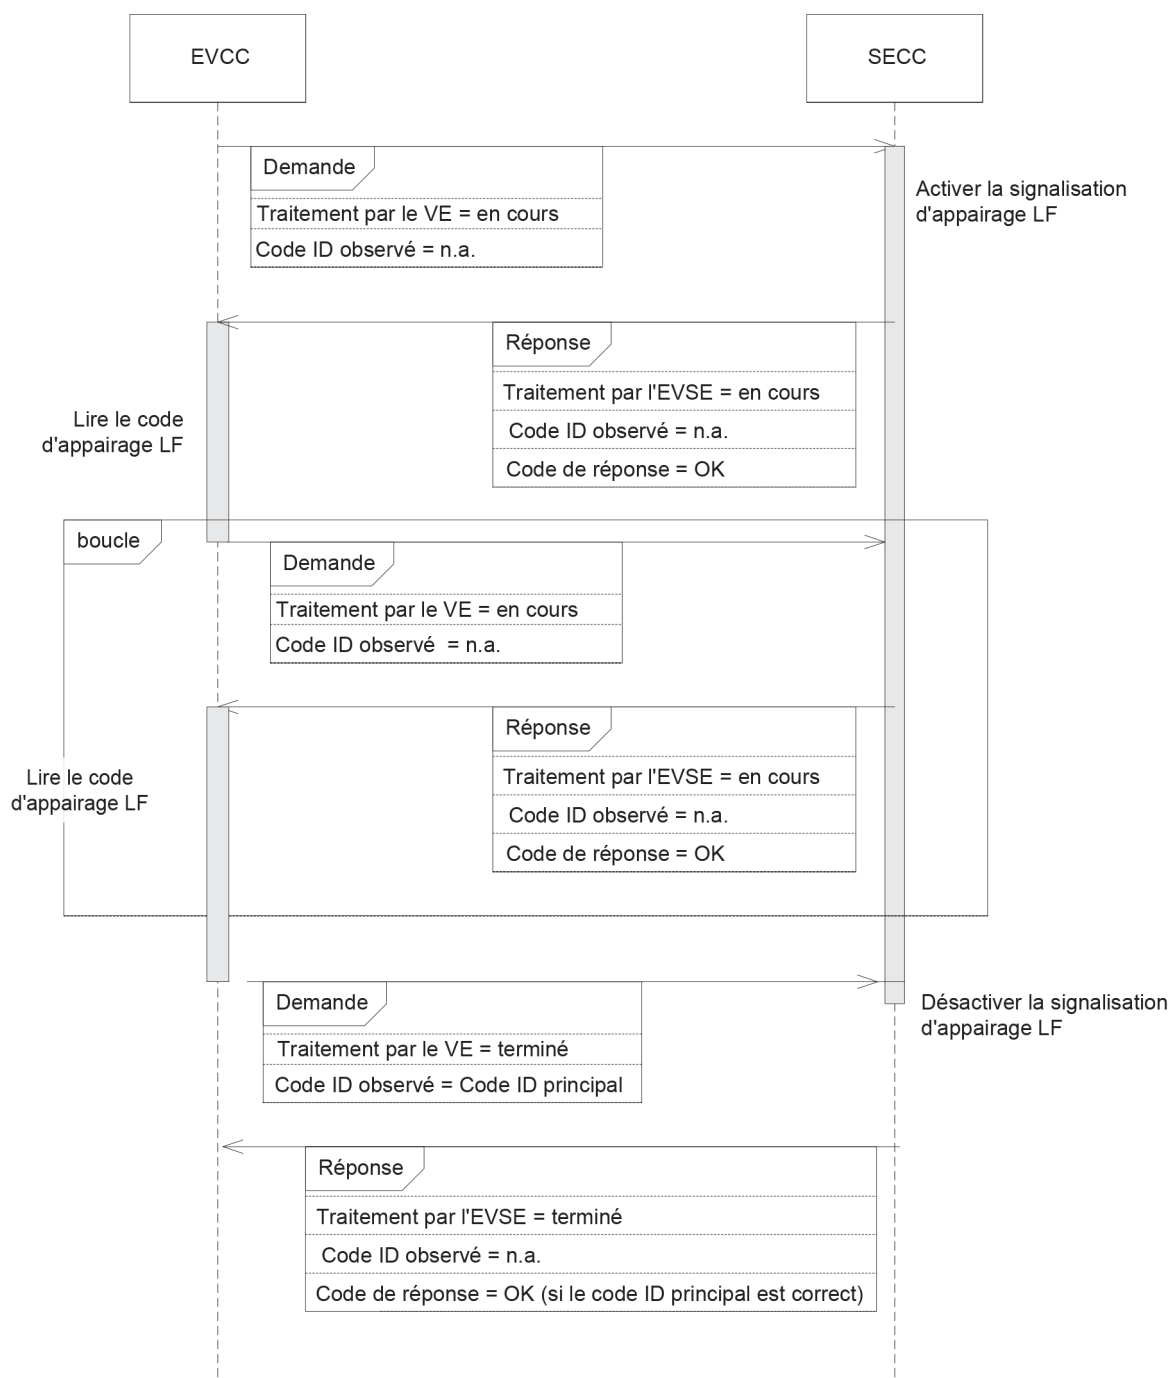 EVCC
SECC
Demande
Traitement par le VE = en cours
Code ID observé = n.a.
Activer la signalisation
d'appairage LF
Réponse
Traitement par l'EVSE = en cours
Code ID observé = n.a.
Code de réponse = OK
Lire le code
d'appairage LF
boucle
Demande
Traitement par le VE = en cours
Code ID observé = n.a.
Réponse
Traitement par l'EVSE = en cours
Code ID observé = n.a.
Code de réponse = OK
Lire le code
d'appairage LF
Demande
Traitement par le VE = terminé
Code ID observé = Code ID principal
Désactiver la signalisation
d'appairage LF
Réponse
Traitement par l'EVSE = terminé
Code ID observé = n.a.
Code de réponse = OK (si le code ID principal est correct)